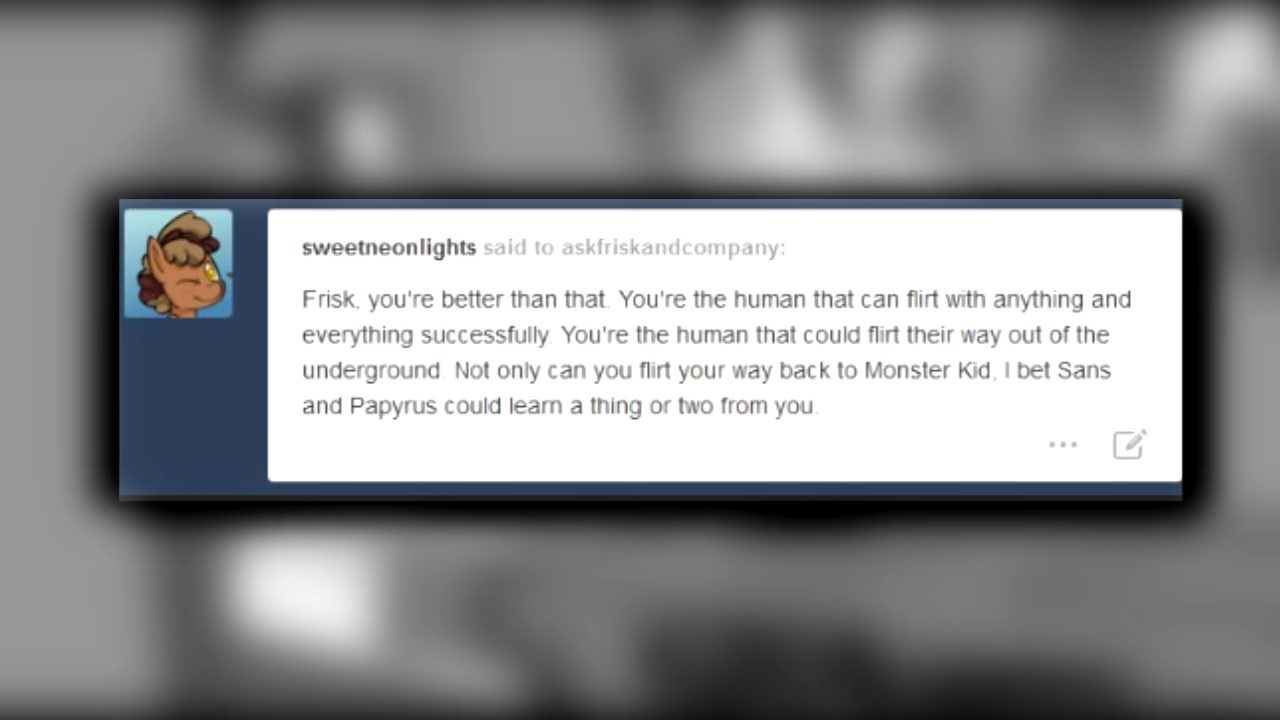 sweetneonlights said to askfriskandcompany:
Frisk, you're better than that. You're the human that can flirt with anything and
everything successfully. You're the human that could flirt their way out of the
underground. Not only can you flirt your way back to Monster Kid, I bet Sans
and Papyrus could learn a thing or two from you.